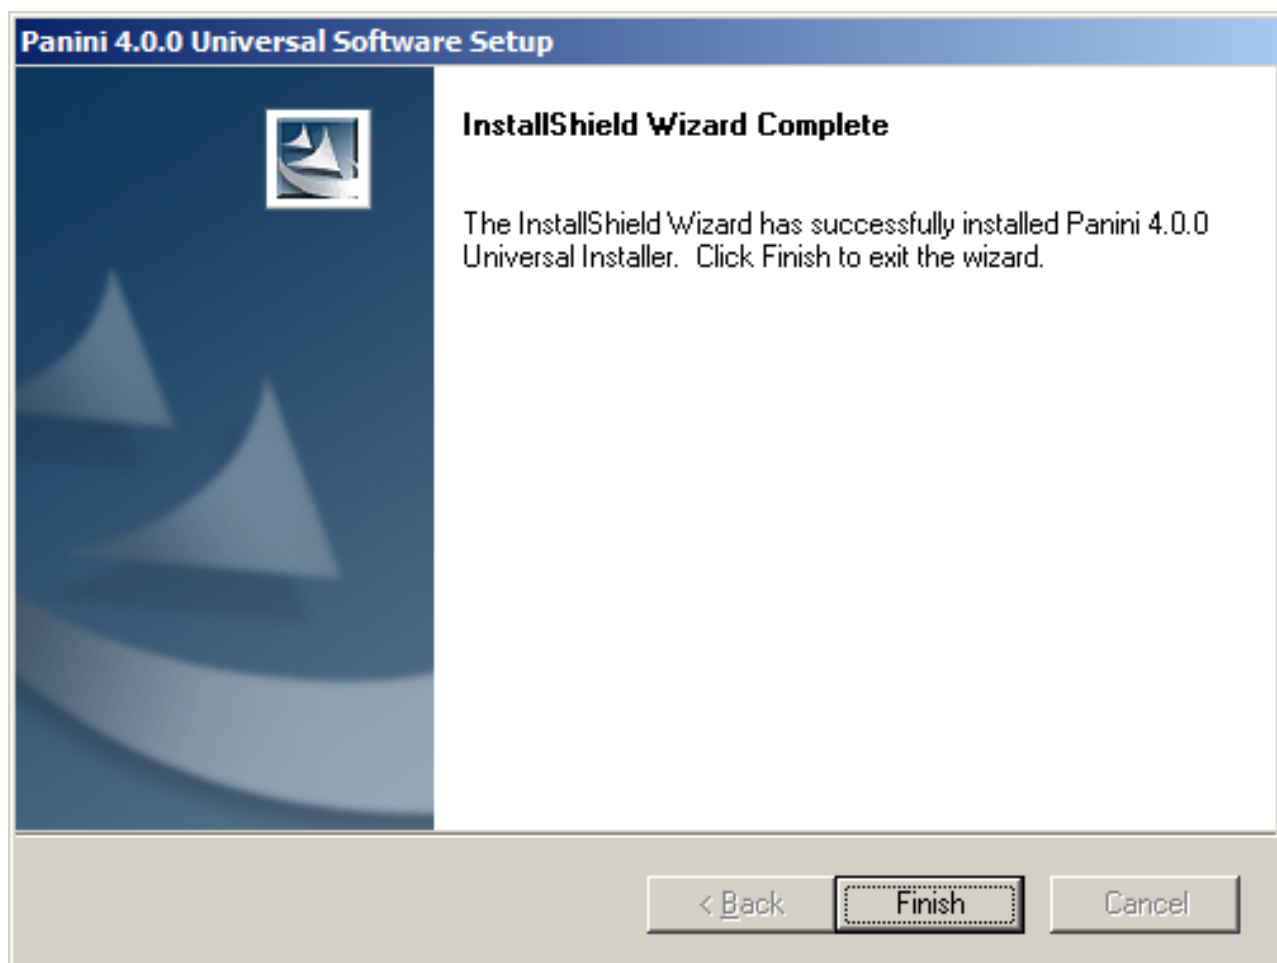 Panini 4.0.0 Universal Software Setup
InstallShield Wizard Complete
The InstallShield Wizard has successfully installed Panini 4.0.0
Universal Installer.  Click Finish to exit the wizard.
< Back
Finish
Cancel